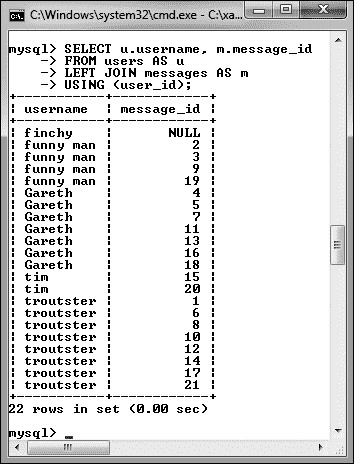 C:\Windows\system32\cmd.exe - C:\xa...
mysql> SELECT u.username, m.message_id
    -> FROM users AS u
    -> LEFT JOIN messages AS m
    -> USING (user_id);
+-----------+------------+
| username  | message_id |
+-----------+------------+
| finchy    |       NULL |
| funny man |          2 |
| funny man |          3 |
| funny man |          9 |
| funny man |         19 |
| Gareth    |          4 |
| Gareth    |          5 |
| Gareth    |          7 |
| Gareth    |         11 |
| Gareth    |         13 |
| Gareth    |         16 |
| Gareth    |         18 |
| tim       |         15 |
| tim       |         20 |
| troutster |          1 |
| troutster |          6 |
| troutster |          8 |
| troutster |         10 |
| troutster |         12 |
| troutster |         14 |
| troutster |         17 |
| troutster |         21 |
+-----------+------------+
22 rows in set (0.00 sec)
mysql> _